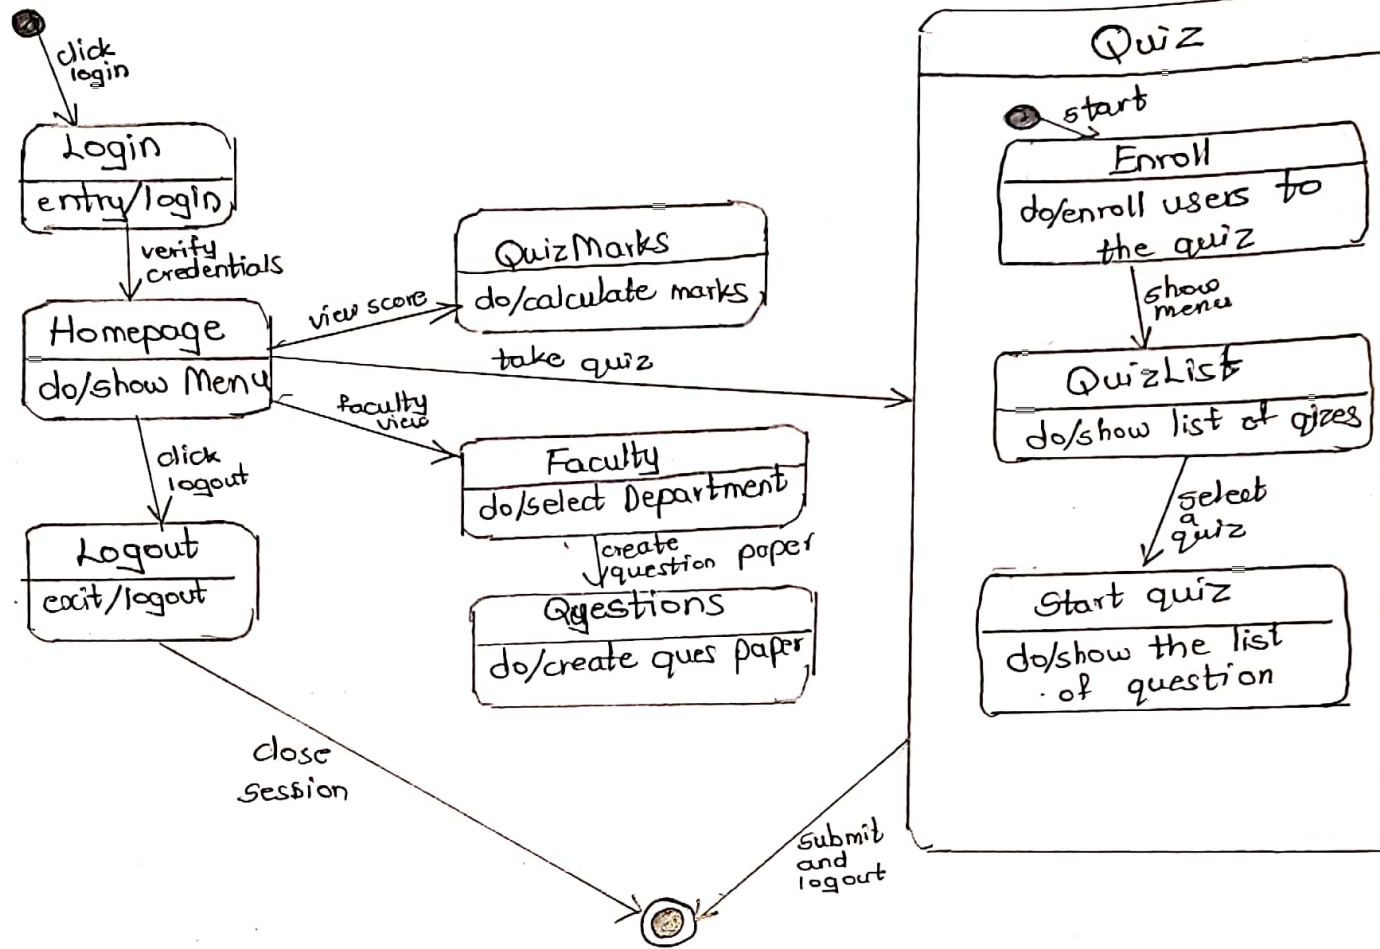 click
login
Login
entry/login
verify
credentials
Homepage
do/show Menu
click
logout
Logout
exit/logout
close
session
view score
QuizMarks
do/calculate marks
take quiz
faculty
view
Faculty
do/select Department
create
question paper
Questions
do/create ques paper
submit
and
logout
Quiz
start
Enroll
do/enroll users to
the quiz
show
menu
QuizList
do/show list of qizes
select
a
quiz
Start quiz
do/show the list
of question